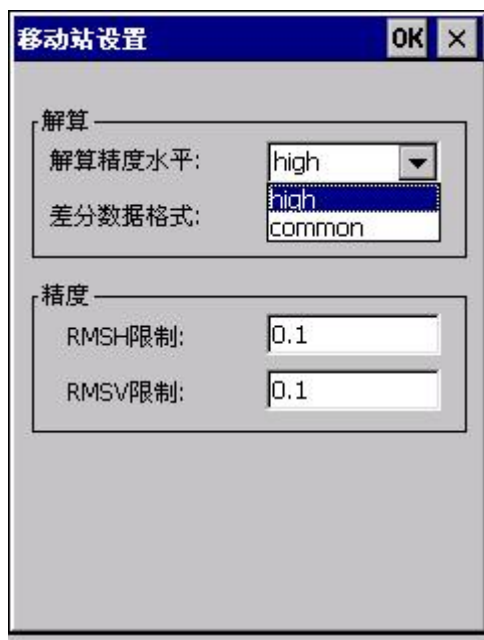 移动站设置 OK ×
解算
解算精度水平: high
high
差分数据格式:
common
精度
RMSH限制: 0.1
RMSV限制: 0.1